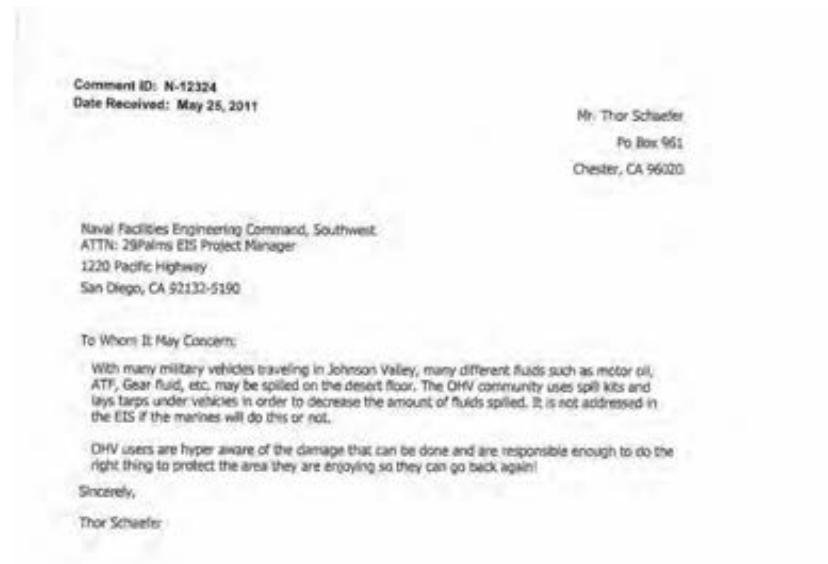 Comment ID: N-12324
Date Received: May 25, 2011
Mr. Thor Schaefer
Po Box 961
Chester, CA 96020
Naval Facilities Engineering Command, Southwest
ATTN: 29Palms EIS Project Manager
1220 Pacific Highway
San Diego, CA 92132-5190
To Whom It May Concern:
With many military vehicles traveling in Johnson Valley, many different fluids such as motor oil,
ATF, Gear fluid, etc. may be spilled on the desert floor. The OHV community uses spill kits and
lays tarps under vehicles in order to decrease the amount of fluids spilled. It is not addressed in
the EIS if the marines will do this or not.
OHV users are hyper aware of the damage that can be done and are responsible enough to do the
right thing to protect the area they are enjoying so they can go back again!
Sincerely,
Thor Schaefer